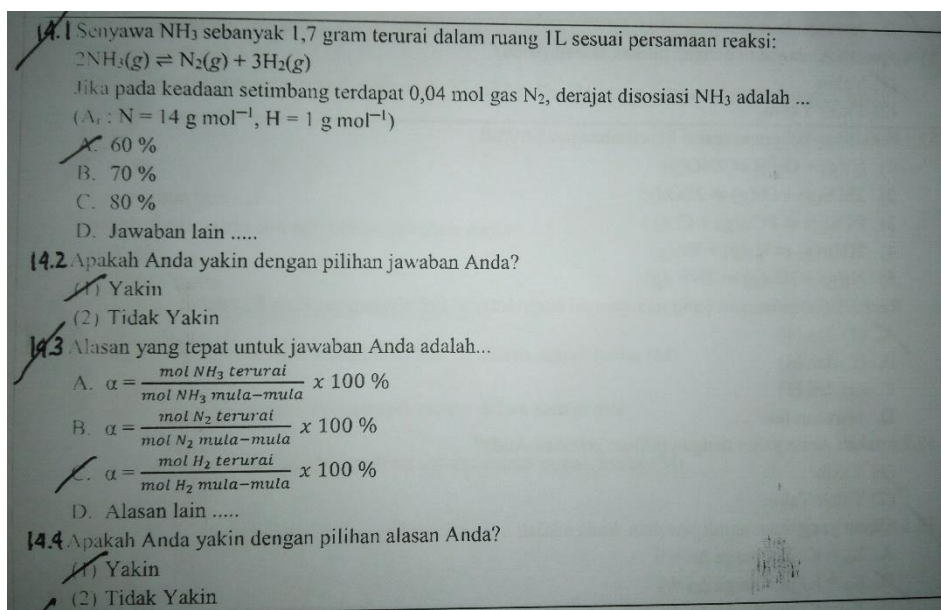 14.1 Senyawa NH₃ sebanyak 1,7 gram terurai dalam ruang 1L sesuai persamaan reaksi:
2NH₃(g) ⇌ N₂(g) + 3H₂(g)
Jika pada keadaan setimbang terdapat 0,04 mol gas N₂, derajat disosiasi NH₃ adalah ...
(Aᵣ : N = 14 g mol⁻¹, H = 1 g mol⁻¹)
A. 60 %
B. 70 %
C. 80 %
D. Jawaban lain .....
14.2 Apakah Anda yakin dengan pilihan jawaban Anda?
(1) Yakin
(2) Tidak Yakin
14.3 Alasan yang tepat untuk jawaban Anda adalah...
A. α = mol NH₃ terurai / mol NH₃ mula−mula x 100 %
B. α = mol N₂ terurai / mol N₂ mula−mula x 100 %
C. α = mol H₂ terurai / mol H₂ mula−mula x 100 %
D. Alasan lain .....
14.4 Apakah Anda yakin dengan pilihan alasan Anda?
(1) Yakin
(2) Tidak Yakin